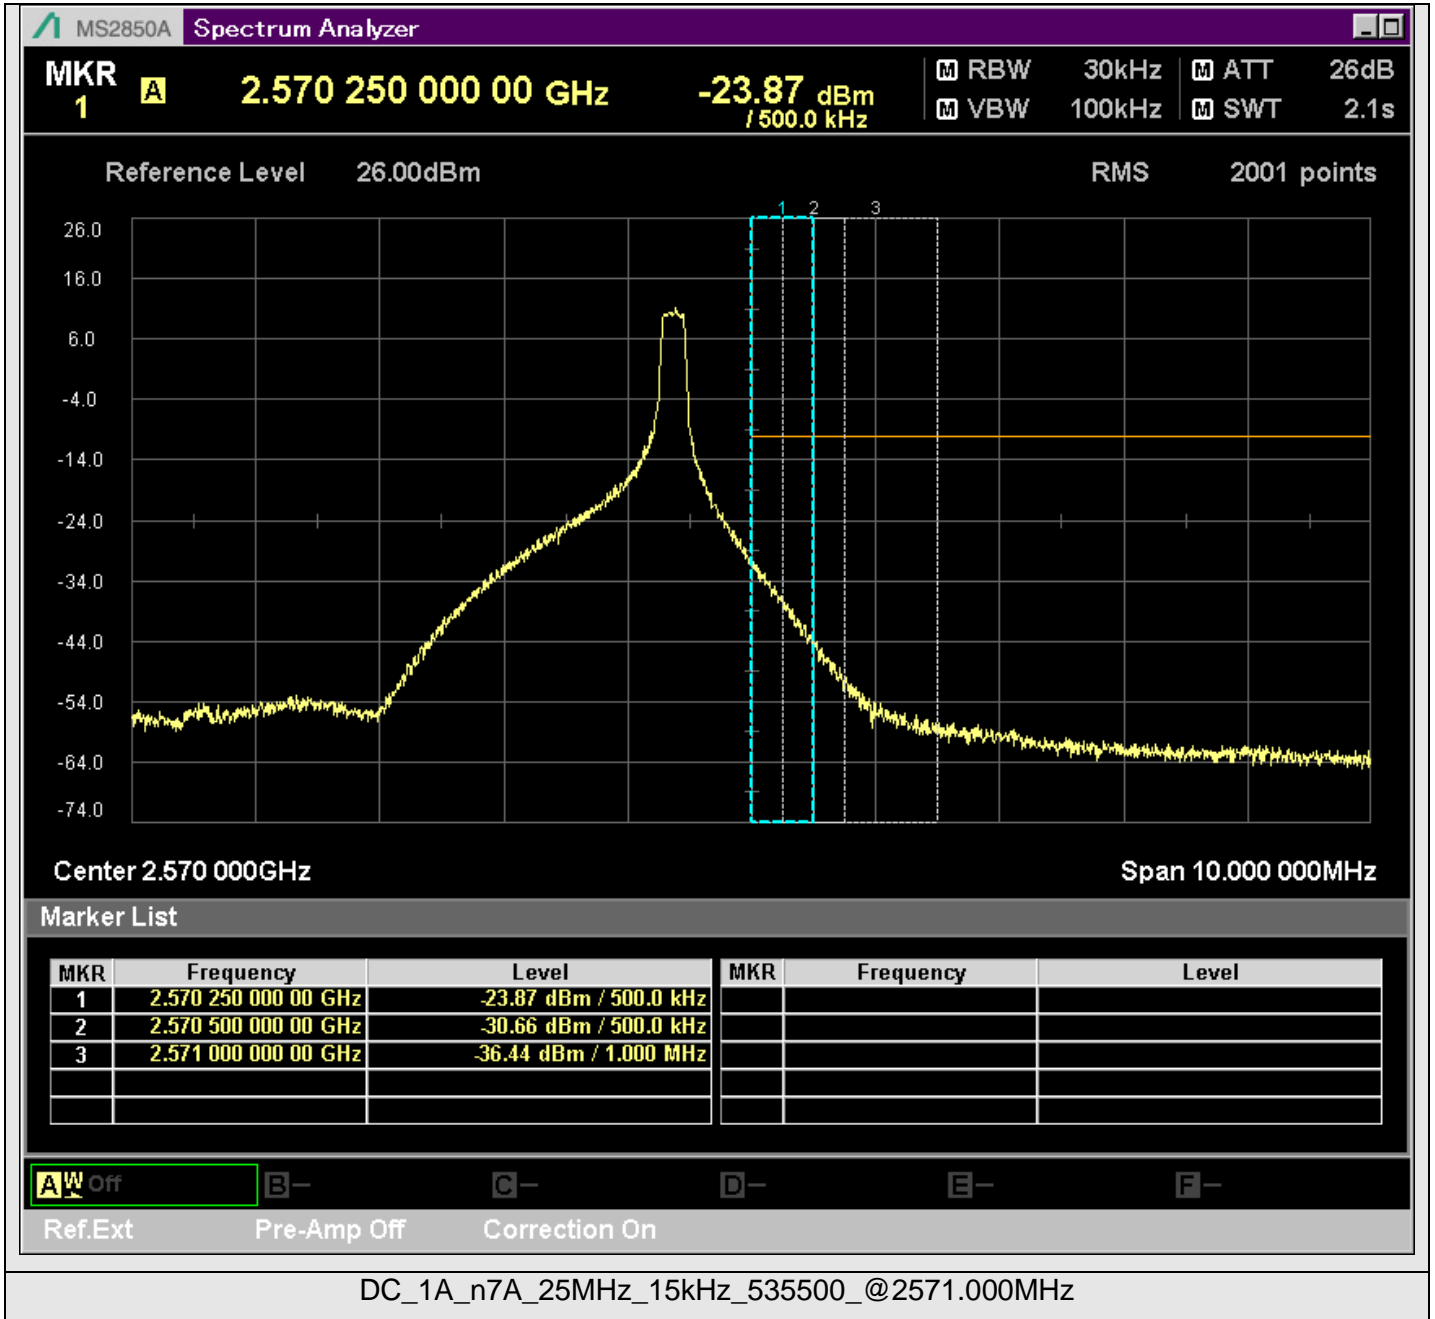 MS2850A Spectrum Analyzer
MKR 1 A 2.570 250 000 00 GHz -23.87 dBm / 500.0 kHz
M RBW 30kHz M ATT 26dB
M VBW 100kHz M SWT 2.1s
Reference Level 26.00dBm RMS 2001 points
1 2 3
26.0
16.0
6.0
-4.0
-14.0
-24.0
-34.0
-44.0
-54.0
-64.0
-74.0
Center 2.570 000GHz Span 10.000 000MHz
Marker List
MKR Frequency Level MKR Frequency Level
1 2.570 250 000 00 GHz -23.87 dBm / 500.0 kHz
2 2.570 500 000 00 GHz -30.66 dBm / 500.0 kHz
3 2.571 000 000 00 GHz -36.44 dBm / 1.000 MHz
A W Off B — C — D — E — F —
Ref.Ext Pre-Amp Off Correction On
DC_1A_n7A_25MHz_15kHz_535500_@2571.000MHz